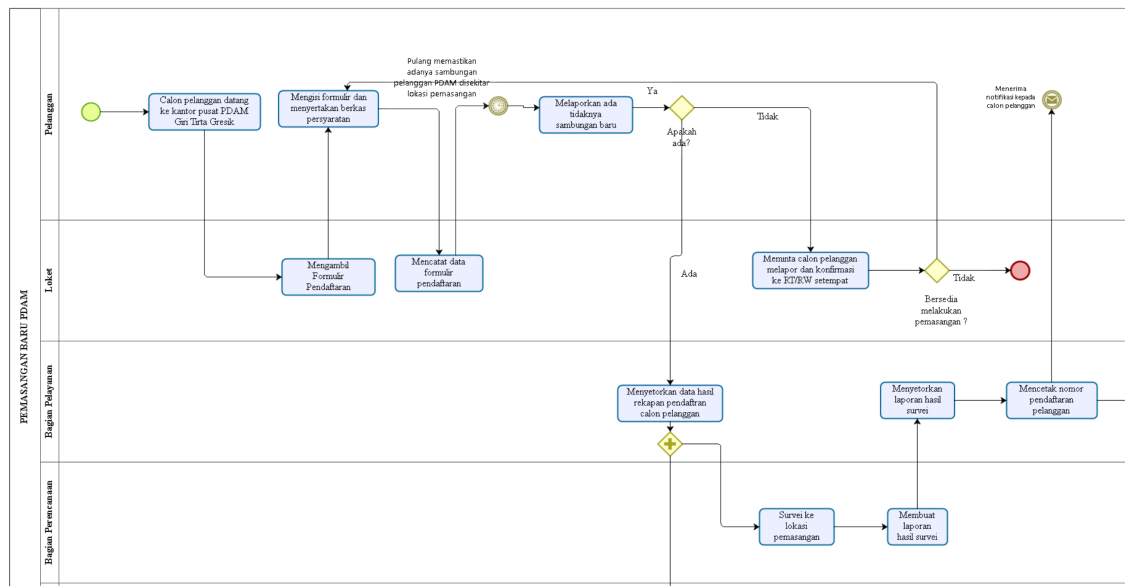 PEMASANGAN BARU PDAM
Pelanggan
Calon pelanggan datang
ke kantor pusat PDAM
Giri Tirta Gresik
Mengisi formulir dan
menyertakan berkas
persyaratan
Pulang memastikan
adanya sambungan
pelanggan PDAM disekitar
lokasi pemasangan
Melaporkan ada
tidaknya
sambungan baru
Ya
Apakah
ada?
Tidak
Menerima
notifikasi kepada
calon pelanggan
Loket
Mengambil
Formulir
Pendaftaran
Mencatat data
formulir
pendaftaran
Ada
Meminta calon pelanggan
melapor dan konfirmasi
ke RT/RW setempat
Tidak
Bersedia
melakukan
pemasangan ?
Bagian Pelayanan
Menyetorkan data hasil
rekapan pendaftran
calon pelanggan
Menyetorkan
laporan hasil
survei
Mencetak nomor
pendaftaran
pelanggan
Bagian Perencanaan
Survei ke
lokasi
pemasangan
Membuat
laporan
hasil survei